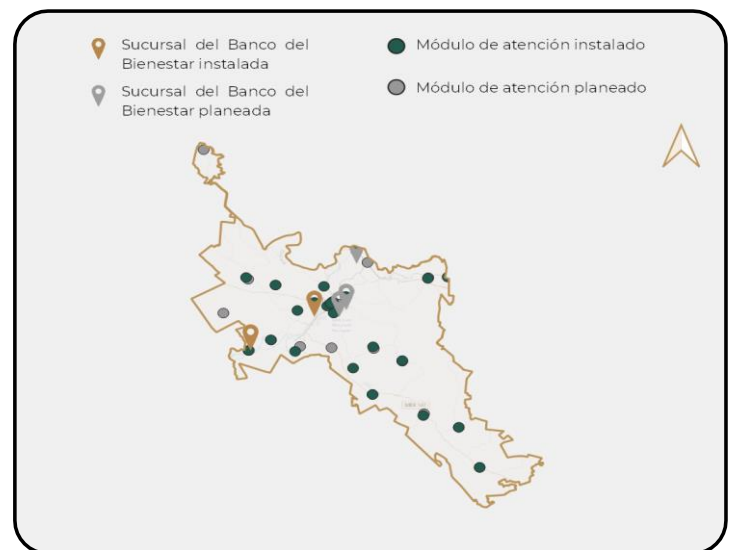 Sucursal del Banco del
Bienestar instalada
Sucursal del Banco del
Bienestar planeada
Módulo de atención instalado
Módulo de atención planeado